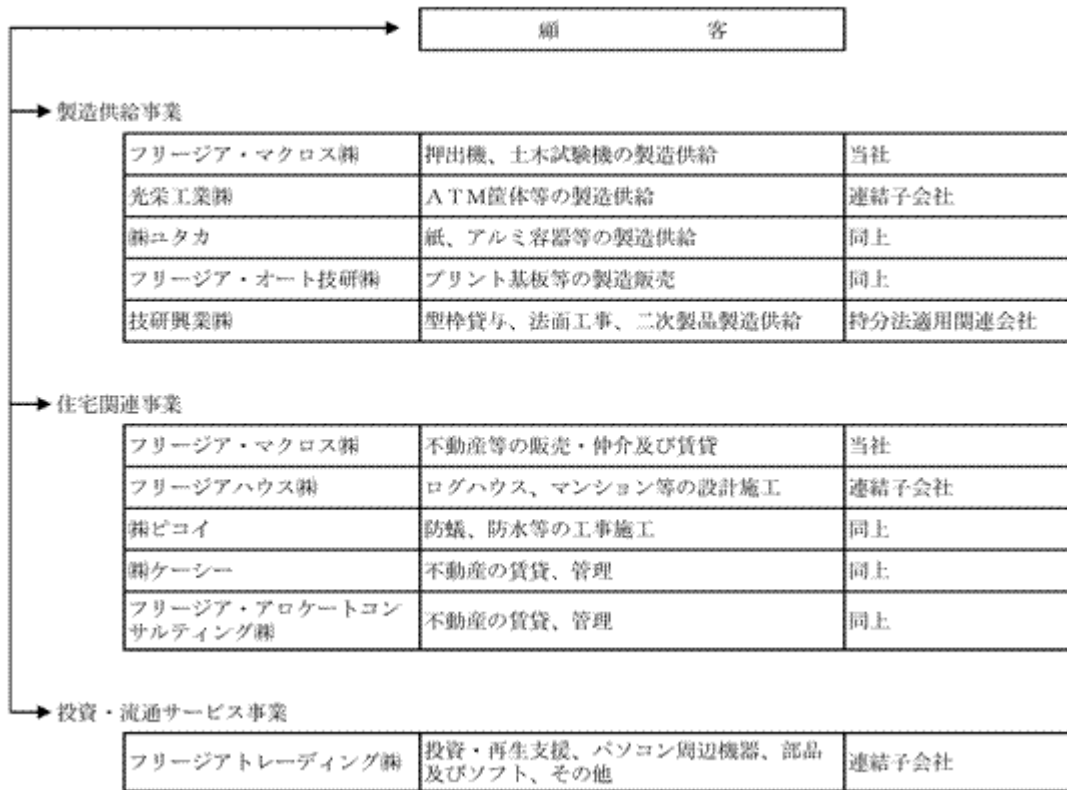 顧　客
製造供給事業
フリージア・マクロス㈱ 押出機、土木試験機の製造供給 当社
光栄工業㈱ ＡＴＭ筐体等の製造供給 連結子会社
㈱ユタカ 紙、アルミ容器等の製造供給 同上
フリージア・オート技研㈱ プリント基板等の製造販売 同上
技研興業㈱ 型枠貸与、法面工事、二次製品製造供給 持分法適用関連会社
住宅関連事業
フリージア・マクロス㈱ 不動産等の販売・仲介及び賃貸 当社
フリージアハウス㈱ ログハウス、マンション等の設計施工 連結子会社
㈱ピコイ 防蟻、防水等の工事施工 同上
㈱ケーシー 不動産の賃貸、管理 同上
フリージア・アロケートコン
サルティング㈱ 不動産の賃貸、管理 同上
投資・流通サービス事業
フリージアトレーディング㈱ 投資・再生支援、パソコン周辺機器、部品
及びソフト、その他 連結子会社